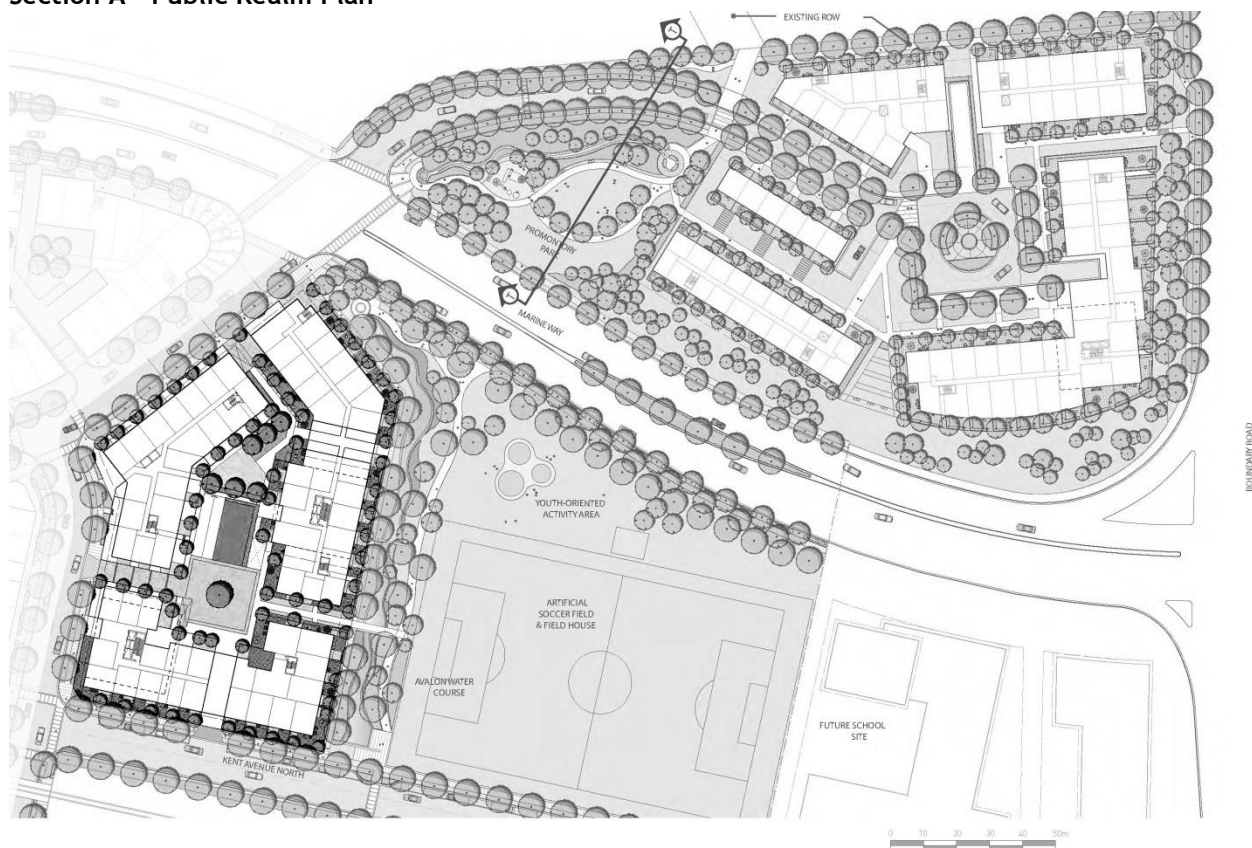 Section A - Public Realm Plan
EXISTING ROW
PROMONTORY
PARK
MARINE WAY
BOUNDARY ROAD
YOUTH-ORIENTED
ACTIVITY AREA
ARTIFICIAL
SOCCER FIELD
& FIELD HOUSE
AVALON WATER
COURSE
FUTURE SCHOOL
SITE
KENT AVENUE NORTH
0 10 20 30 40 50m